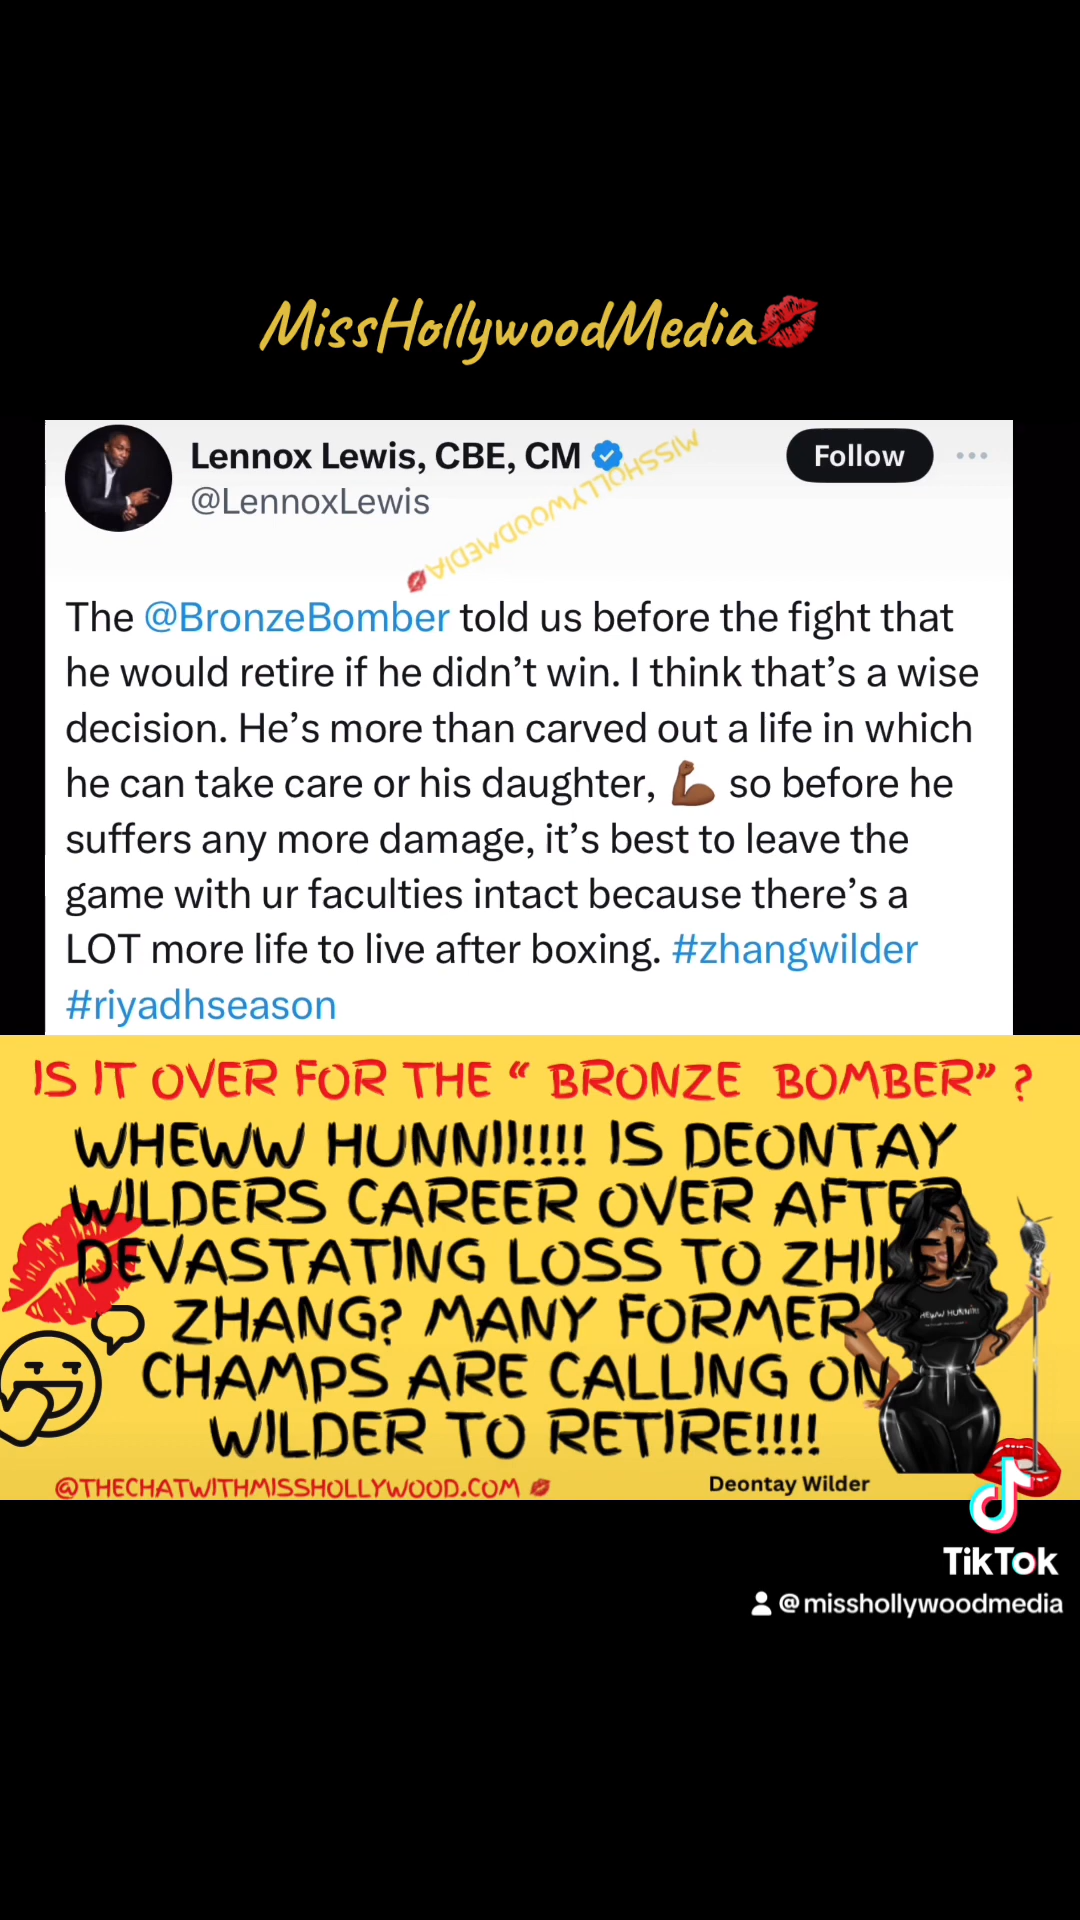 MissHollywoodMedia💋
Lennox Lewis, CBE, CM
Follow
@LennoxLewis
MISSHOLLYWOODMEDIA💋
The @BronzeBomber told us before the fight that
he would retire if he didn’t win. I think that’s a wise
decision. He’s more than carved out a life in which
he can take care or his daughter, 💪🏾 so before he
suffers any more damage, it’s best to leave the
game with ur faculties intact because there’s a
LOT more life to live after boxing. #zhangwilder
#riyadhseason
IS IT OVER FOR THE “ BRONZE BOMBER” ?
WHEWW HUNNII!!!! IS DEONTAY
WILDERS CAREER OVER AFTER
DEVASTATING LOSS TO ZHILEI
ZHANG? MANY FORMER
CHAMPS ARE CALLING ON
WILDER TO RETIRE!!!!
@THECHATWITHMISSHOLLYWOOD.COM 💋
Deontay Wilder
TikTok
@misshollywoodmedia